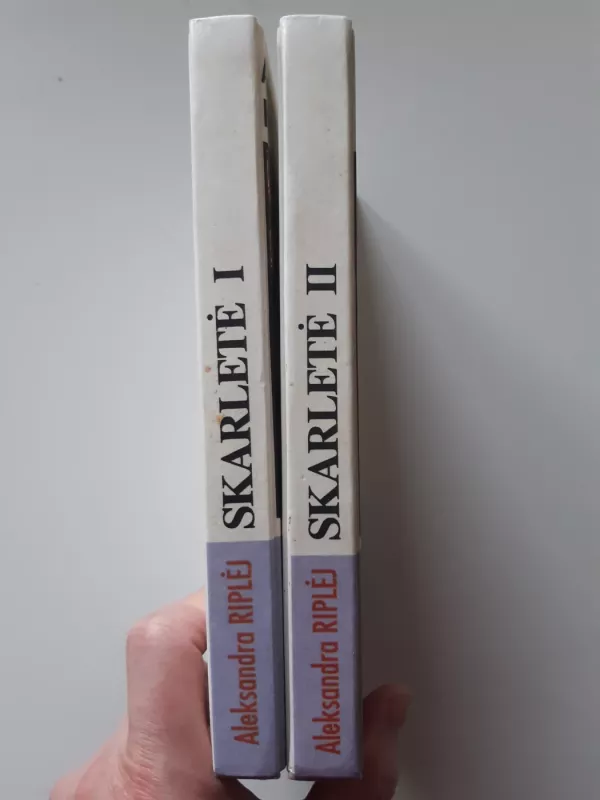 SKARLETĖ I
Aleksandra RIPLĖJ
SKARLETĖ II
Aleksandra RIPLĖJ